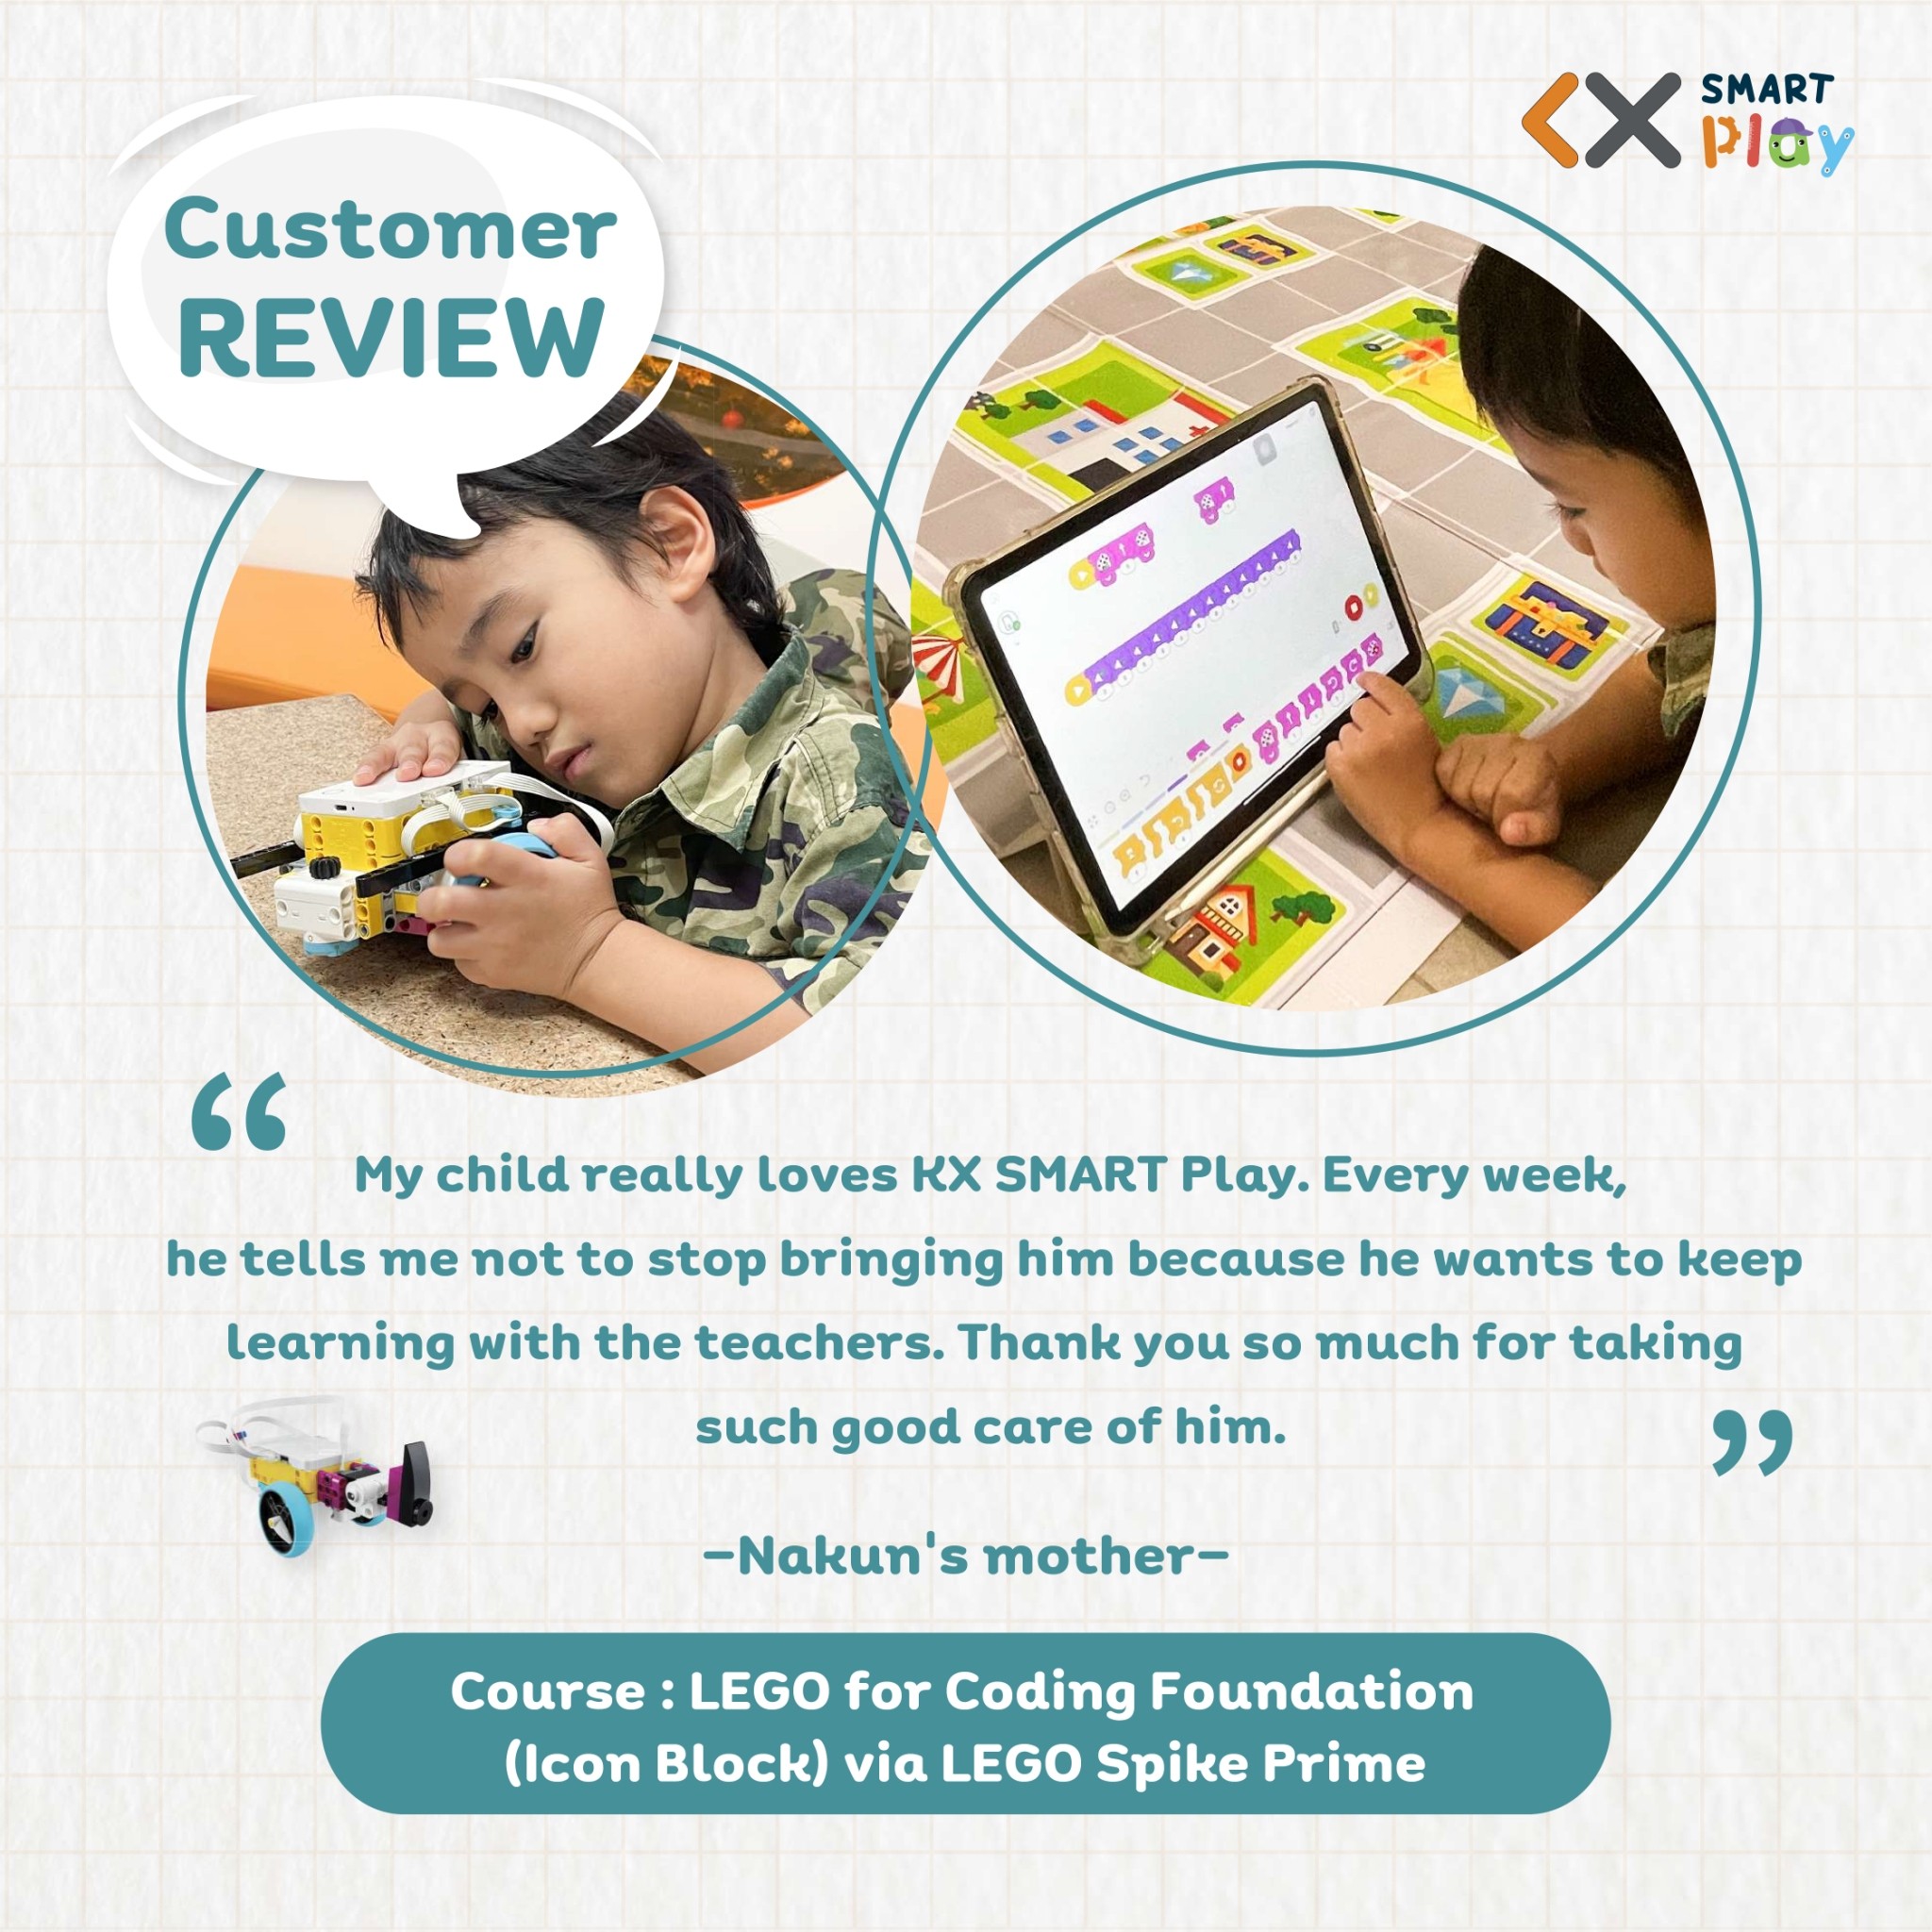 Customer
REVIEW
KX SMART
play
“
My child really loves KX SMART Play. Every week,
he tells me not to stop bringing him because he wants to keep
learning with the teachers. Thank you so much for taking
such good care of him.
”
–Nakun's mother–
Course : LEGO for Coding Foundation
(Icon Block) via LEGO Spike Prime